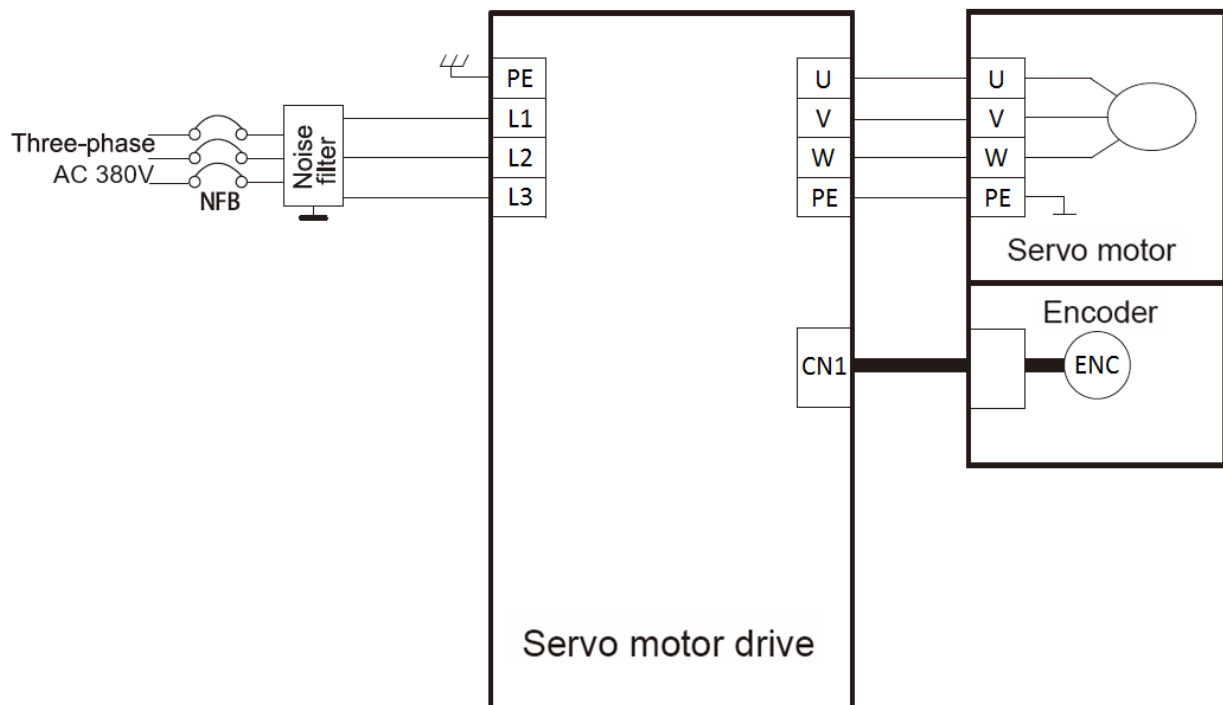 Three-phase
AC 380V
NFB
Noise
filter
PE
L1
L2
L3
Servo motor drive
U
V
W
PE
CN1
U
V
W
PE
Servo motor
Encoder
ENC